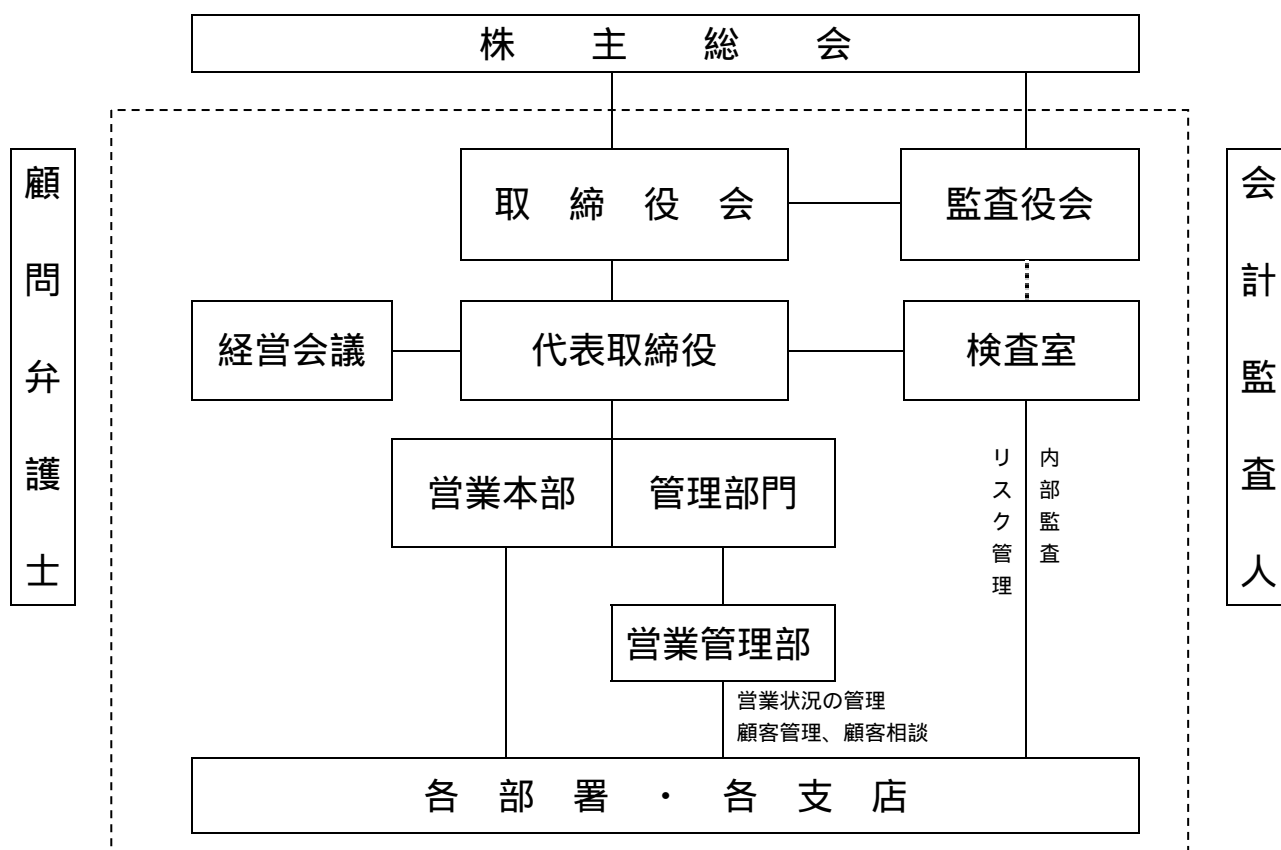 株主総会
顧問弁護士
会計監査人
取締役会
監査役会
経営会議
代表取締役
検査室
営業本部
管理部門
リスク管理
内部監査
営業管理部
営業状況の管理
顧客管理、顧客相談
各部署・各支店